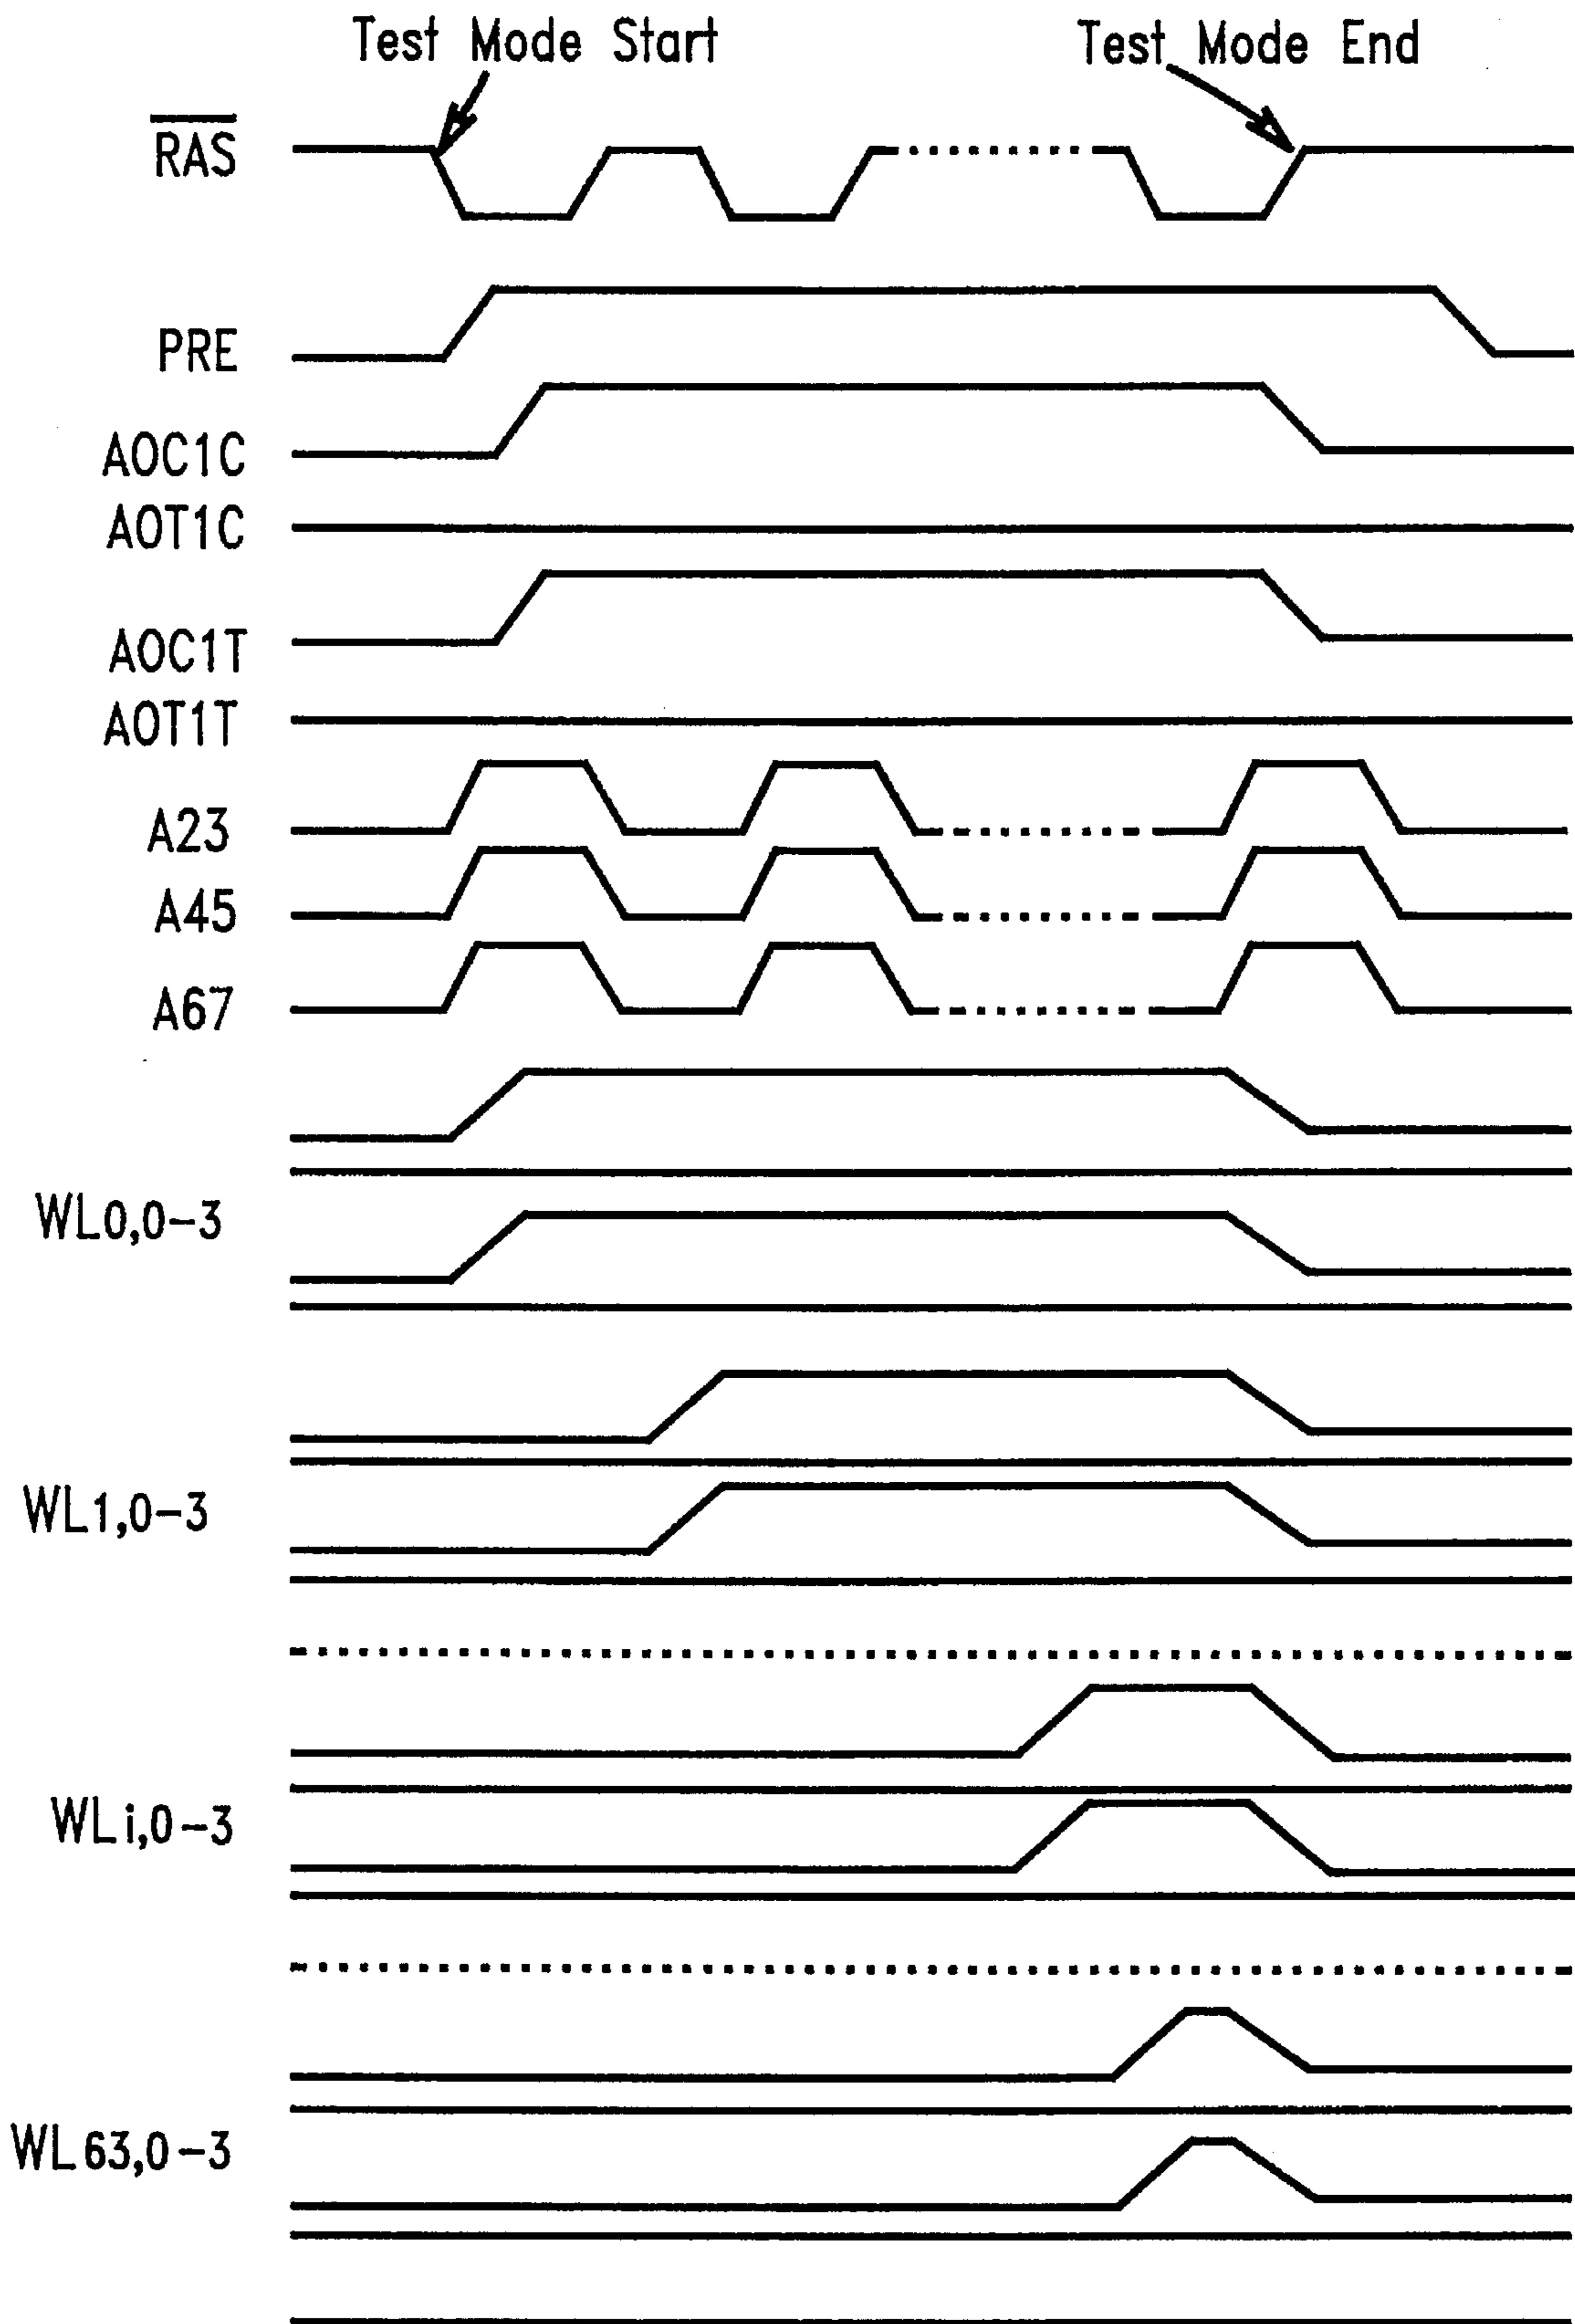 Test Mode Start
Test Mode End
RAS
PRE
AOC1C
AOT1C
AOC1T
AOT1T
A23
A45
A67
WL0,0-3
WL1,0-3
WLi,0-3
WL63,0-3